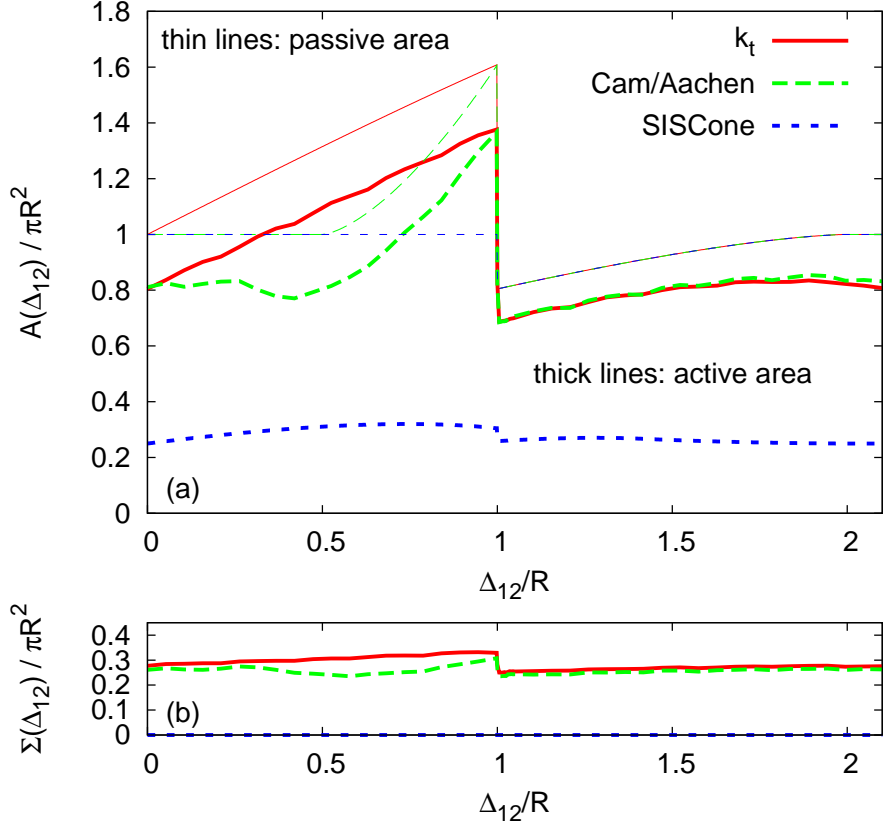 thin lines: passive area
k_t
Cam/Aachen
SISCone
1.8
1.6
1.4
1.2
1
0.8
0.6
0.4
0.2
0
A(Δ_12) / πR^2
thick lines: active area
(a)
0 0.5 1 1.5 2
Δ_12/R
0.4
0.3
0.2
0.1
0
Σ(Δ_12) / πR^2
(b)
0 0.5 1 1.5 2
Δ_12/R